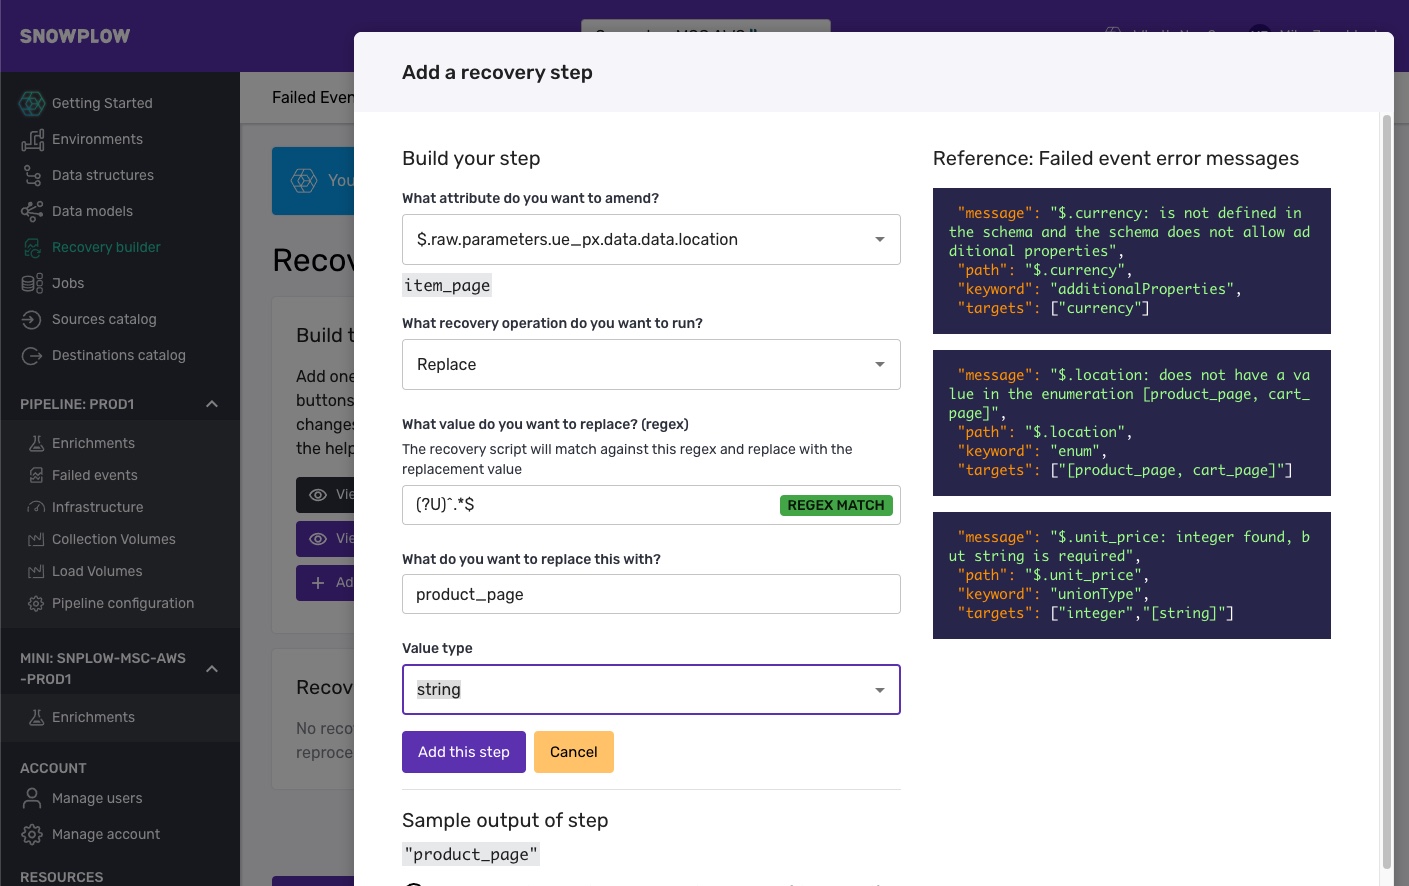 SNOWPLOW
Add a recovery step
Getting Started
Environments
Data structures
Data models
Recovery builder
Jobs
Sources catalog
Destinations catalog
PIPELINE: PROD1
Enrichments
Failed events
Infrastructure
Collection Volumes
Load Volumes
Pipeline configuration
MINI: SNPLOW-MSC-AWS
-PROD1
Enrichments
ACCOUNT
Manage users
Manage account
RESOURCES
Failed Even
You
Recov
Build t
Add one
buttons
changes
the help
Vie
Vie
Ad
Recov
No reco
reproce
Build your step
What attribute do you want to amend?
$.raw.parameters.ue_px.data.data.location
item_page
What recovery operation do you want to run?
Replace
What value do you want to replace? (regex)
The recovery script will match against this regex and replace with the
replacement value
(?U)^.*$
REGEX MATCH
What do you want to replace this with?
product_page
Value type
string
Add this step
Cancel
Sample output of step
"product_page"
Reference: Failed event error messages
"message": "$.currency: is not defined in
the schema and the schema does not allow ad
ditional properties",
"path": "$.currency",
"keyword": "additionalProperties",
"targets": ["currency"]
"message": "$.location: does not have a va
lue in the enumeration [product_page, cart_
page]",
"path": "$.location",
"keyword": "enum",
"targets": ["[product_page, cart_page]"]
"message": "$.unit_price: integer found, b
ut string is required",
"path": "$.unit_price",
"keyword": "unionType",
"targets": ["integer","[string]"]